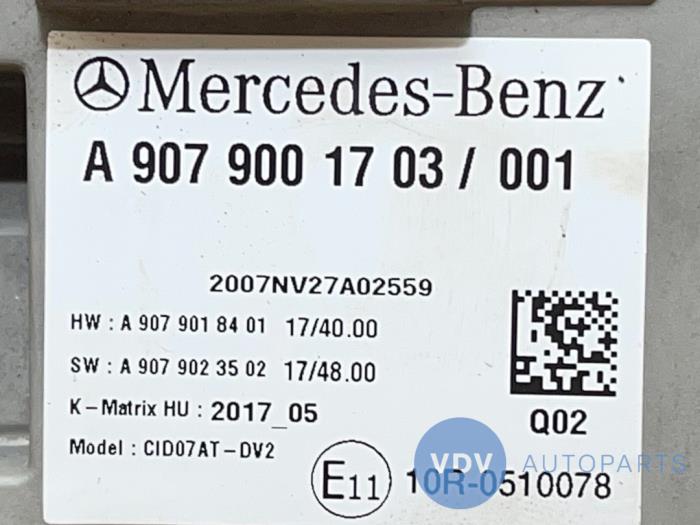 Mercedes-Benz
A 907 900 17 03 / 001
2007NV27A02559
HW : A 907 901 84 01 17/40.00
SW : A 907 902 35 02 17/48.00
K-Matrix HU : 2017_05
Q02
Model : CID07AT-DV2
E11 10R-0510078
VDV AUTOPARTS